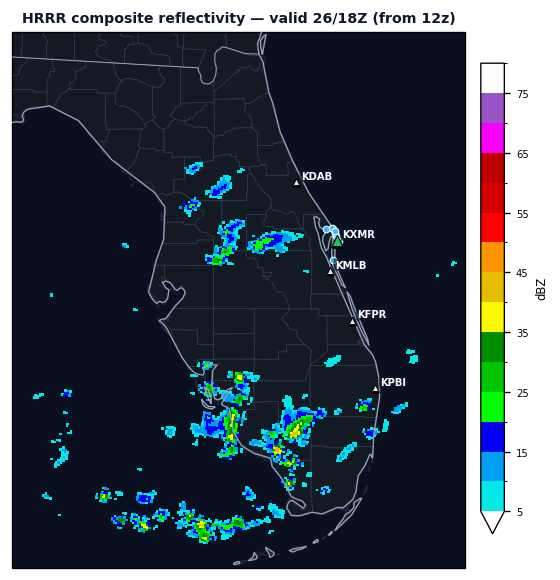 HRRR composite reflectivity — valid 26/18Z (from 12z)
KDAB
KXMR
KMLB
KFPR
KPBI
75
65
55
45
35
25
15
5
dBZ